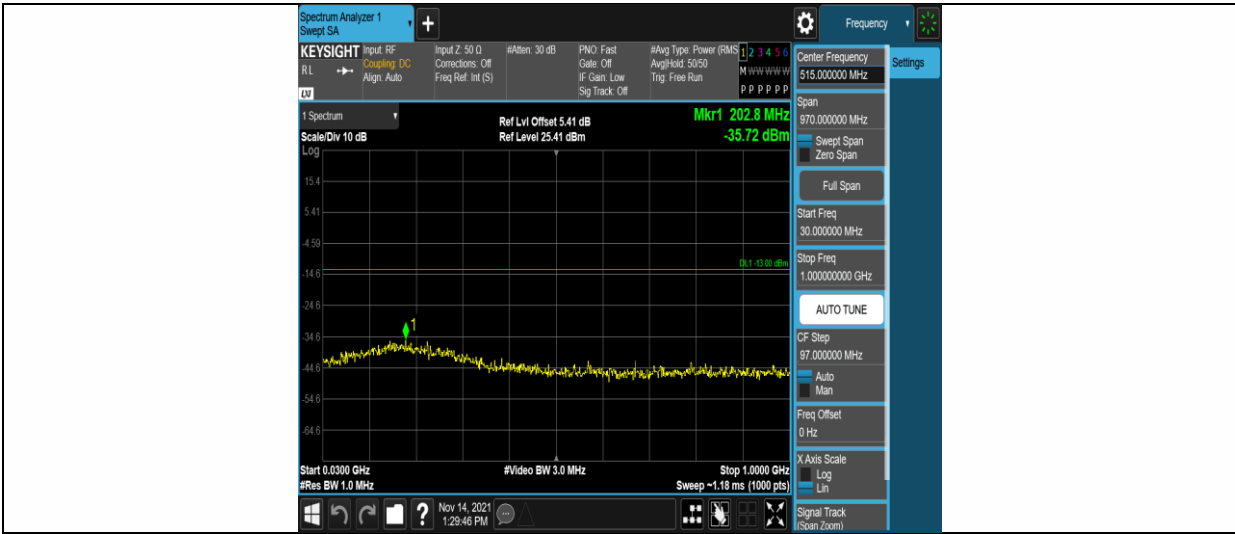 Spectrum Analyzer 1
Swept SA
+
Frequency
KEYSIGHT
RL
LXI
Input: RF
Coupling: DC
Align: Auto
Input Z: 50 Ω
Corrections: Off
Freq Ref: Int (S)
#Atten: 30 dB
PNO: Fast
Gate: Off
IF Gain: Low
Sig Track: Off
#Avg Type: Power (RMS
Avg|Hold: 50/50
Trig: Free Run
1 2 3 4 5 6
M W W W W W
P P P P P P
1 Spectrum
Scale/Div 10 dB
Log
Ref Lvl Offset 5.41 dB
Ref Level 25.41 dBm
Mkr1 202.8 MHz
-35.72 dBm
15.4
5.41
-4.59
DL1 -13.00 dBm
-14.6
-24.6
1
-34.6
-44.6
-54.6
-64.6
Start 0.0300 GHz
#Res BW 1.0 MHz
#Video BW 3.0 MHz
Stop 1.0000 GHz
Sweep ~1.18 ms (1000 pts)
?
Nov 14, 2021
1:29:46 PM
Center Frequency
515.000000 MHz
Span
970.000000 MHz
Swept Span
Zero Span
Full Span
Start Freq
30.000000 MHz
Stop Freq
1.000000000 GHz
AUTO TUNE
CF Step
97.000000 MHz
Auto
Man
Freq Offset
0 Hz
X Axis Scale
Log
Lin
Signal Track
(Span Zoom)
Settings